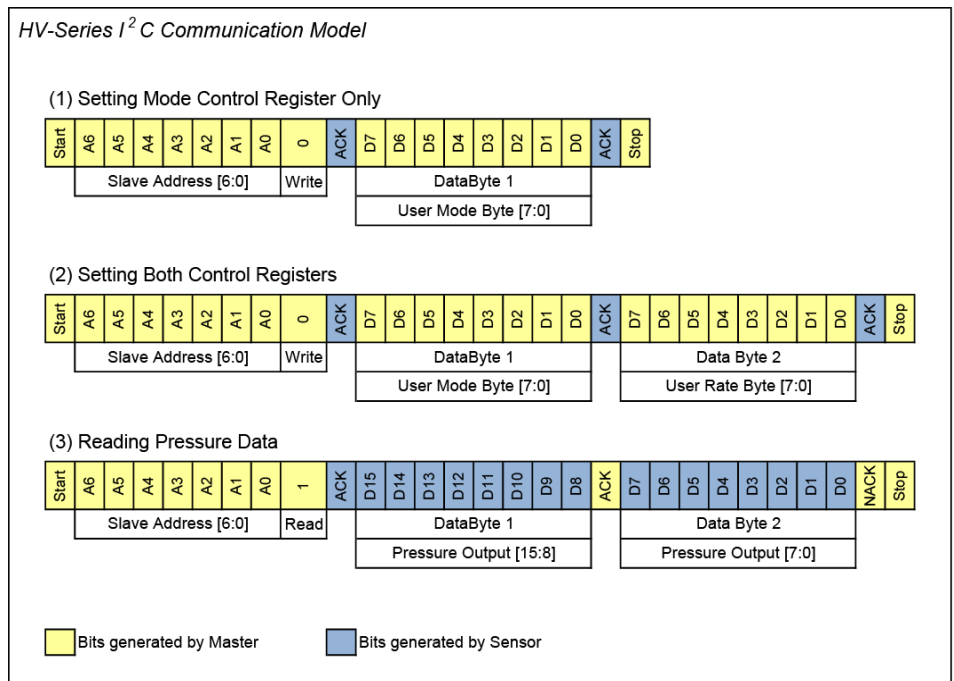 HV-Series I² C Communication Model
(1) Setting Mode Control Register Only
Start A6 A5 A4 A3 A2 A1 A0 0 ACK D7 D6 D5 D4 D3 D2 D1 D0 ACK Stop
Slave Address [6:0] Write DataByte 1
User Mode Byte [7:0]
(2) Setting Both Control Registers
Start A6 A5 A4 A3 A2 A1 A0 0 ACK D7 D6 D5 D4 D3 D2 D1 D0 ACK D7 D6 D5 D4 D3 D2 D1 D0 ACK Stop
Slave Address [6:0] Write DataByte 1 Data Byte 2
User Mode Byte [7:0] User Rate Byte [7:0]
(3) Reading Pressure Data
Start A6 A5 A4 A3 A2 A1 A0 1 ACK D15 D14 D13 D12 D11 D10 D9 D8 ACK D7 D6 D5 D4 D3 D2 D1 D0 NACK Stop
Slave Address [6:0] Read DataByte 1 Data Byte 2
Pressure Output [15:8] Pressure Output [7:0]
Bits generated by Master Bits generated by Sensor